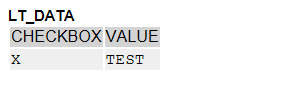 LT_DATA
CHECKBOX VALUE
X TEST